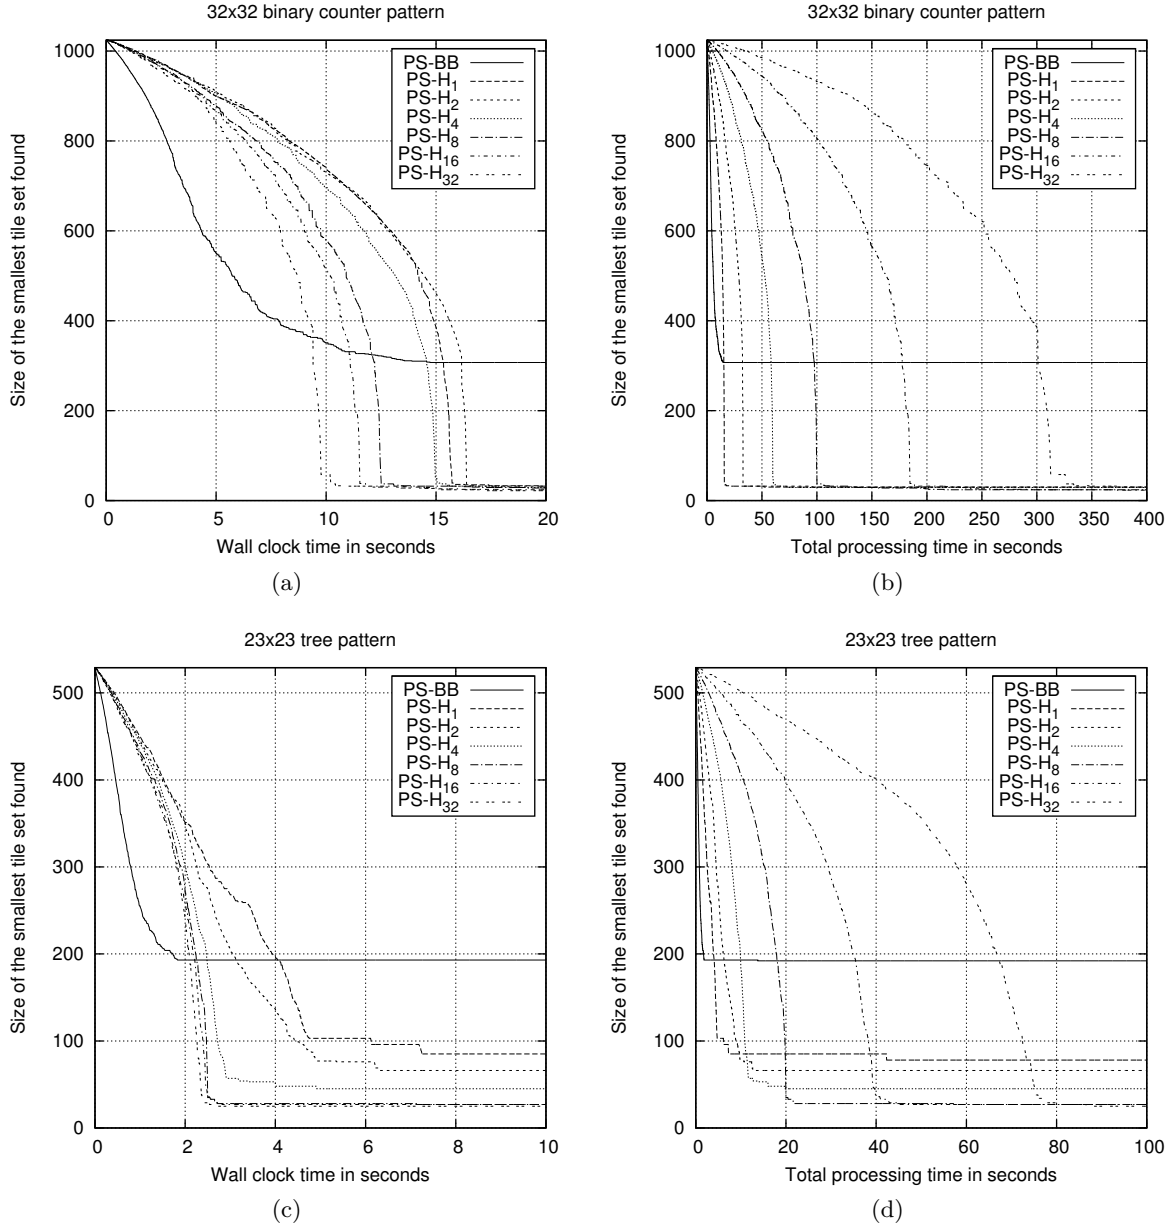 32x32 binary counter pattern
Size of the smallest tile set found
1000
800
600
400
200
0
PS-BB
PS-H1
PS-H2
PS-H4
PS-H8
PS-H16
PS-H32
0 5 10 15 20
Wall clock time in seconds
(a)
32x32 binary counter pattern
Size of the smallest tile set found
1000
800
600
400
200
0
PS-BB
PS-H1
PS-H2
PS-H4
PS-H8
PS-H16
PS-H32
0 50 100 150 200 250 300 350 400
Total processing time in seconds
(b)
23x23 tree pattern
Size of the smallest tile set found
500
400
300
200
100
0
PS-BB
PS-H1
PS-H2
PS-H4
PS-H8
PS-H16
PS-H32
0 2 4 6 8 10
Wall clock time in seconds
(c)
23x23 tree pattern
Size of the smallest tile set found
500
400
300
200
100
0
PS-BB
PS-H1
PS-H2
PS-H4
PS-H8
PS-H16
PS-H32
0 20 40 60 80 100
Total processing time in seconds
(d)